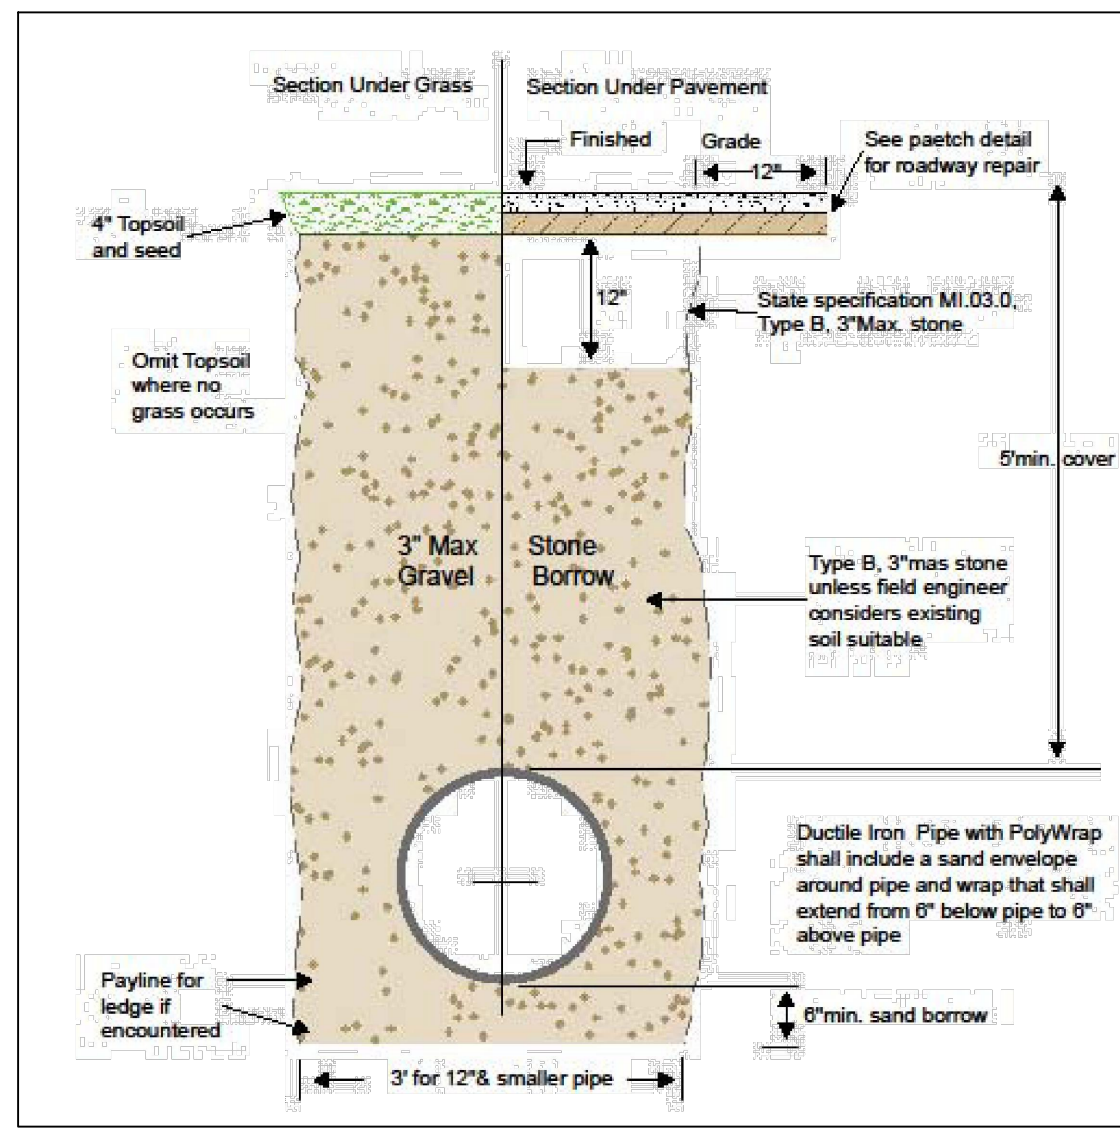 Section Under Grass
Section Under Pavement
Finished
Grade
12"
See paetch detail
for roadway repair
4" Topsoil
and seed
12"
State specification MI.03.0,
Type B, 3"Max. stone
Omit Topsoil
where no
grass occurs
5'min. cover
3" Max
Gravel
Stone
Borrow
Type B, 3"mas stone
unless field engineer
considers existing
soil suitable
Ductile Iron Pipe with PolyWrap
shall include a sand envelope
around pipe and wrap that shall
extend from 6" below pipe to 6"
above pipe
Payline for
ledge if
encountered
6"min. sand borrow
3' for 12"& smaller pipe